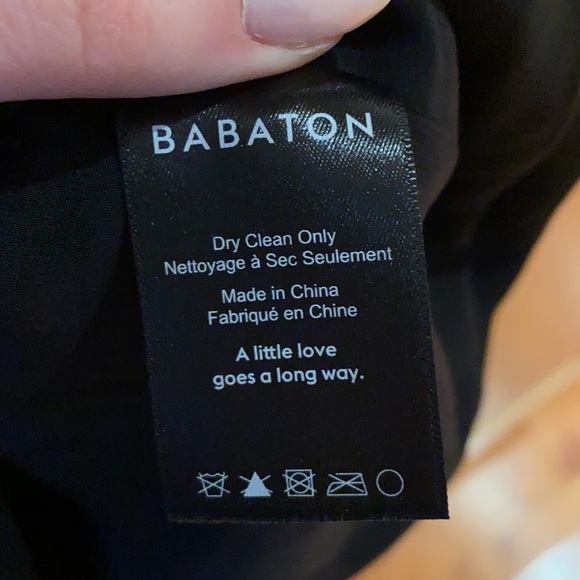 BABATON
Dry Clean Only
Nettoyage à Sec Seulement
Made in China
Fabriqué en Chine
A little love
goes a long way.